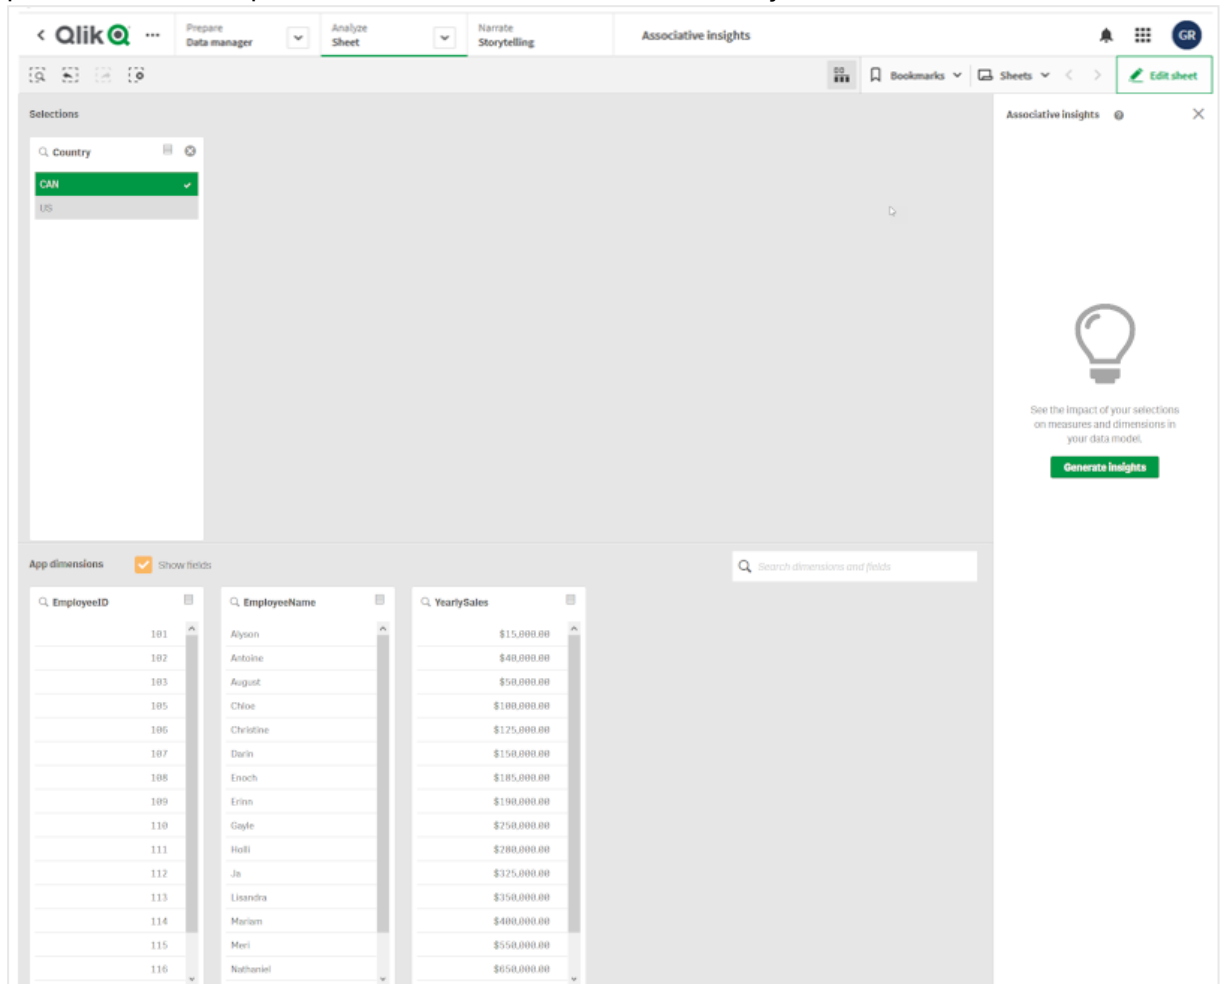 Qlik
Prepare
Data manager
Analyze
Sheet
Narrate
Storytelling
Associative insights
GR
Bookmarks
Sheets
Edit sheet
Selections
Associative insights
Country
CAN
US
See the impact of your selections
on measures and dimensions in
your data model.
Generate insights
App dimensions
Show fields
Search dimensions and fields
EmployeeID
EmployeeName
YearlySales
101 Alyson $15,000.00
102 Antoine $40,000.00
103 August $50,000.00
105 Chloe $100,000.00
106 Christine $125,000.00
107 Darin $150,000.00
108 Enoch $185,000.00
109 Erinn $190,000.00
110 Gayle $250,000.00
111 Holli $280,000.00
112 Ja $325,000.00
113 Lisandra $350,000.00
114 Mariam $400,000.00
115 Meri $550,000.00
116 Nathaniel $650,000.00